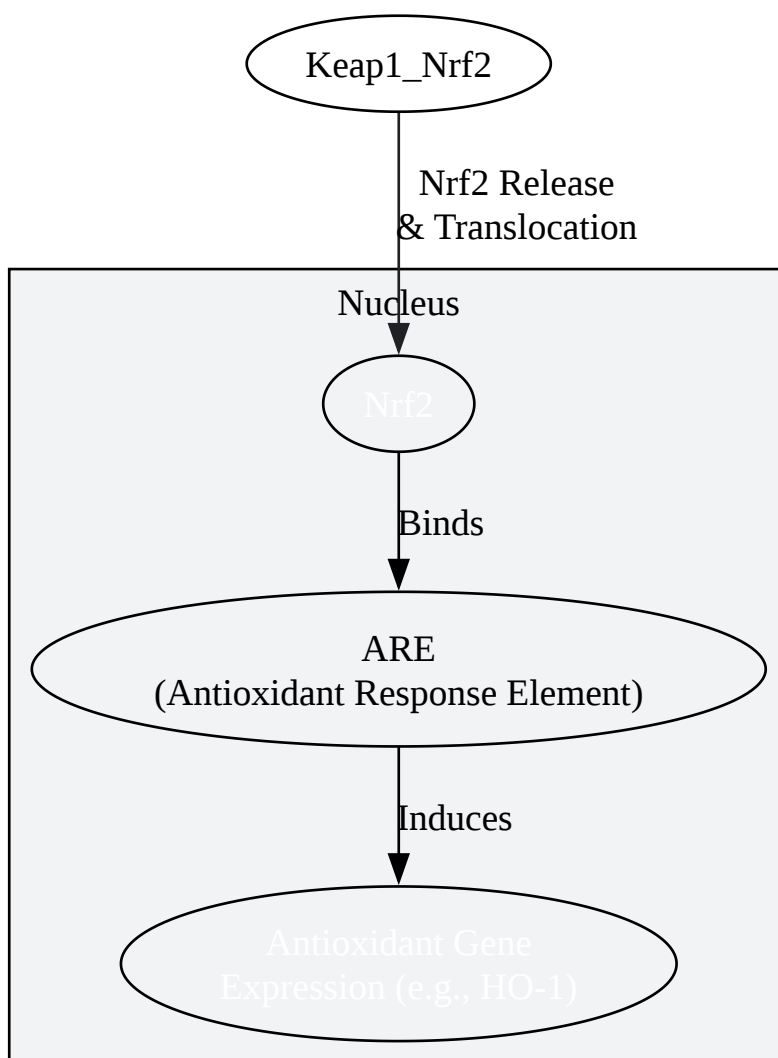 Keap1_Nrf2
Nrf2 Release
& Translocation
Nucleus
Nrf2
Binds
ARE
(Antioxidant Response Element)
Induces
Antioxidant Gene
Expression (e.g., HO-1)